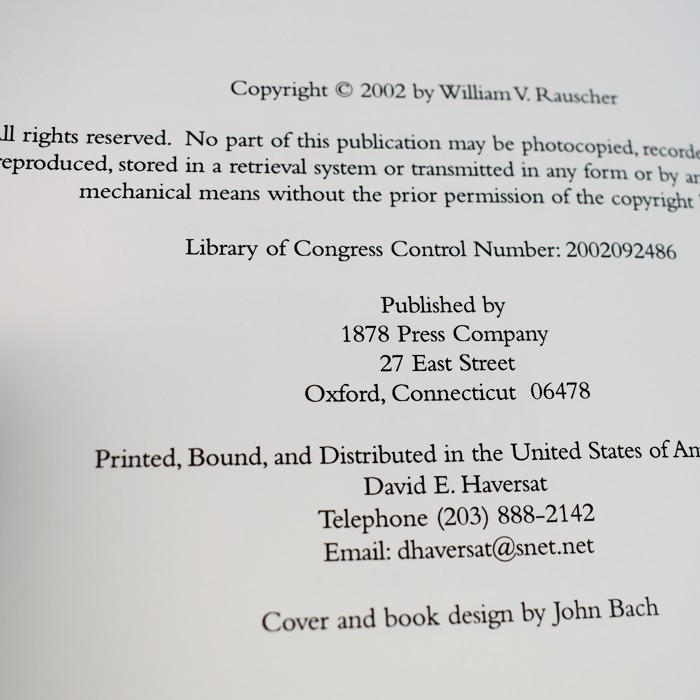 Copyright © 2002 by William V. Rauscher
ll rights reserved. No part of this publication may be photocopied, recorde
eproduced, stored in a retrieval system or transmitted in any form or by an
mechanical means without the prior permission of the copyright
Library of Congress Control Number: 2002092486
Published by
1878 Press Company
27 East Street
Oxford, Connecticut 06478
Printed, Bound, and Distributed in the United States of Am
David E. Haversat
Telephone (203) 888-2142
Email: dhaversat@snet.net
Cover and book design by John Bach